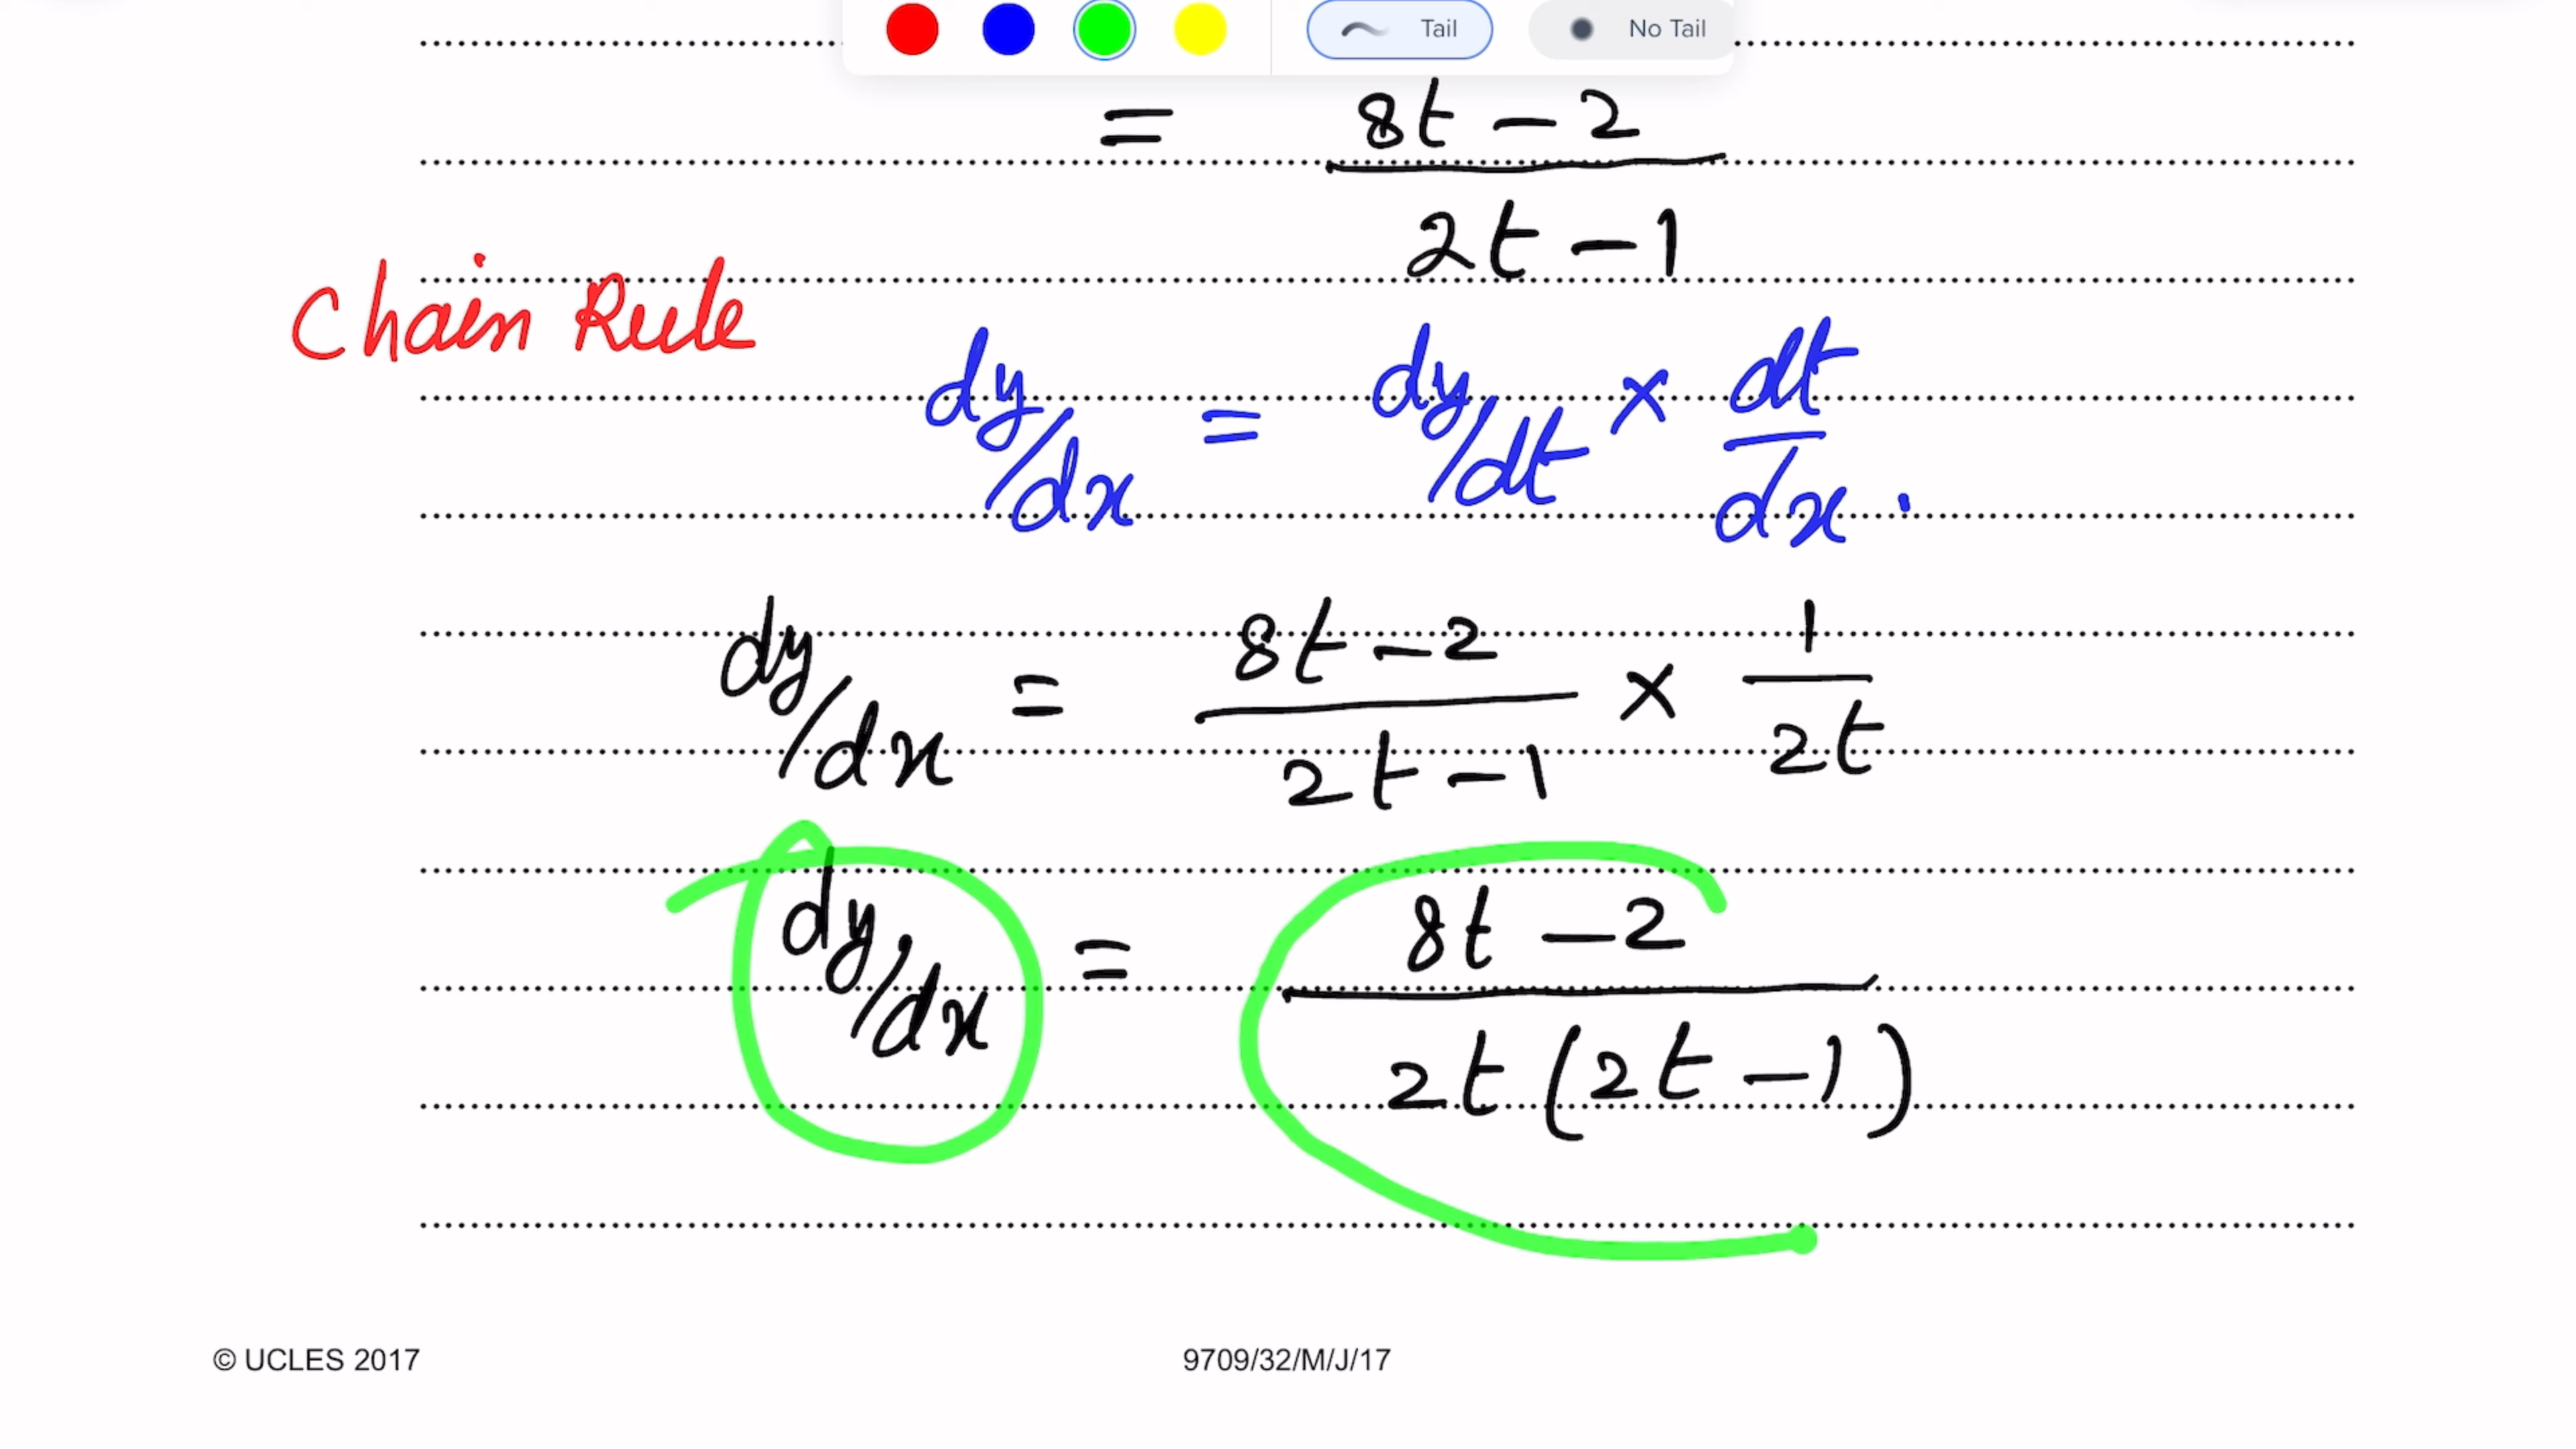 Tail No Tail
= 8t - 2
2t - 1
Chain Rule
dy/dx = dy/dt × dt/dx.
dy/dx = 8t - 2 / 2t - 1 × 1/2t
dy/dx = 8t - 2 / 2t (2t - 1)
© UCLES 2017 9709/32/M/J/17